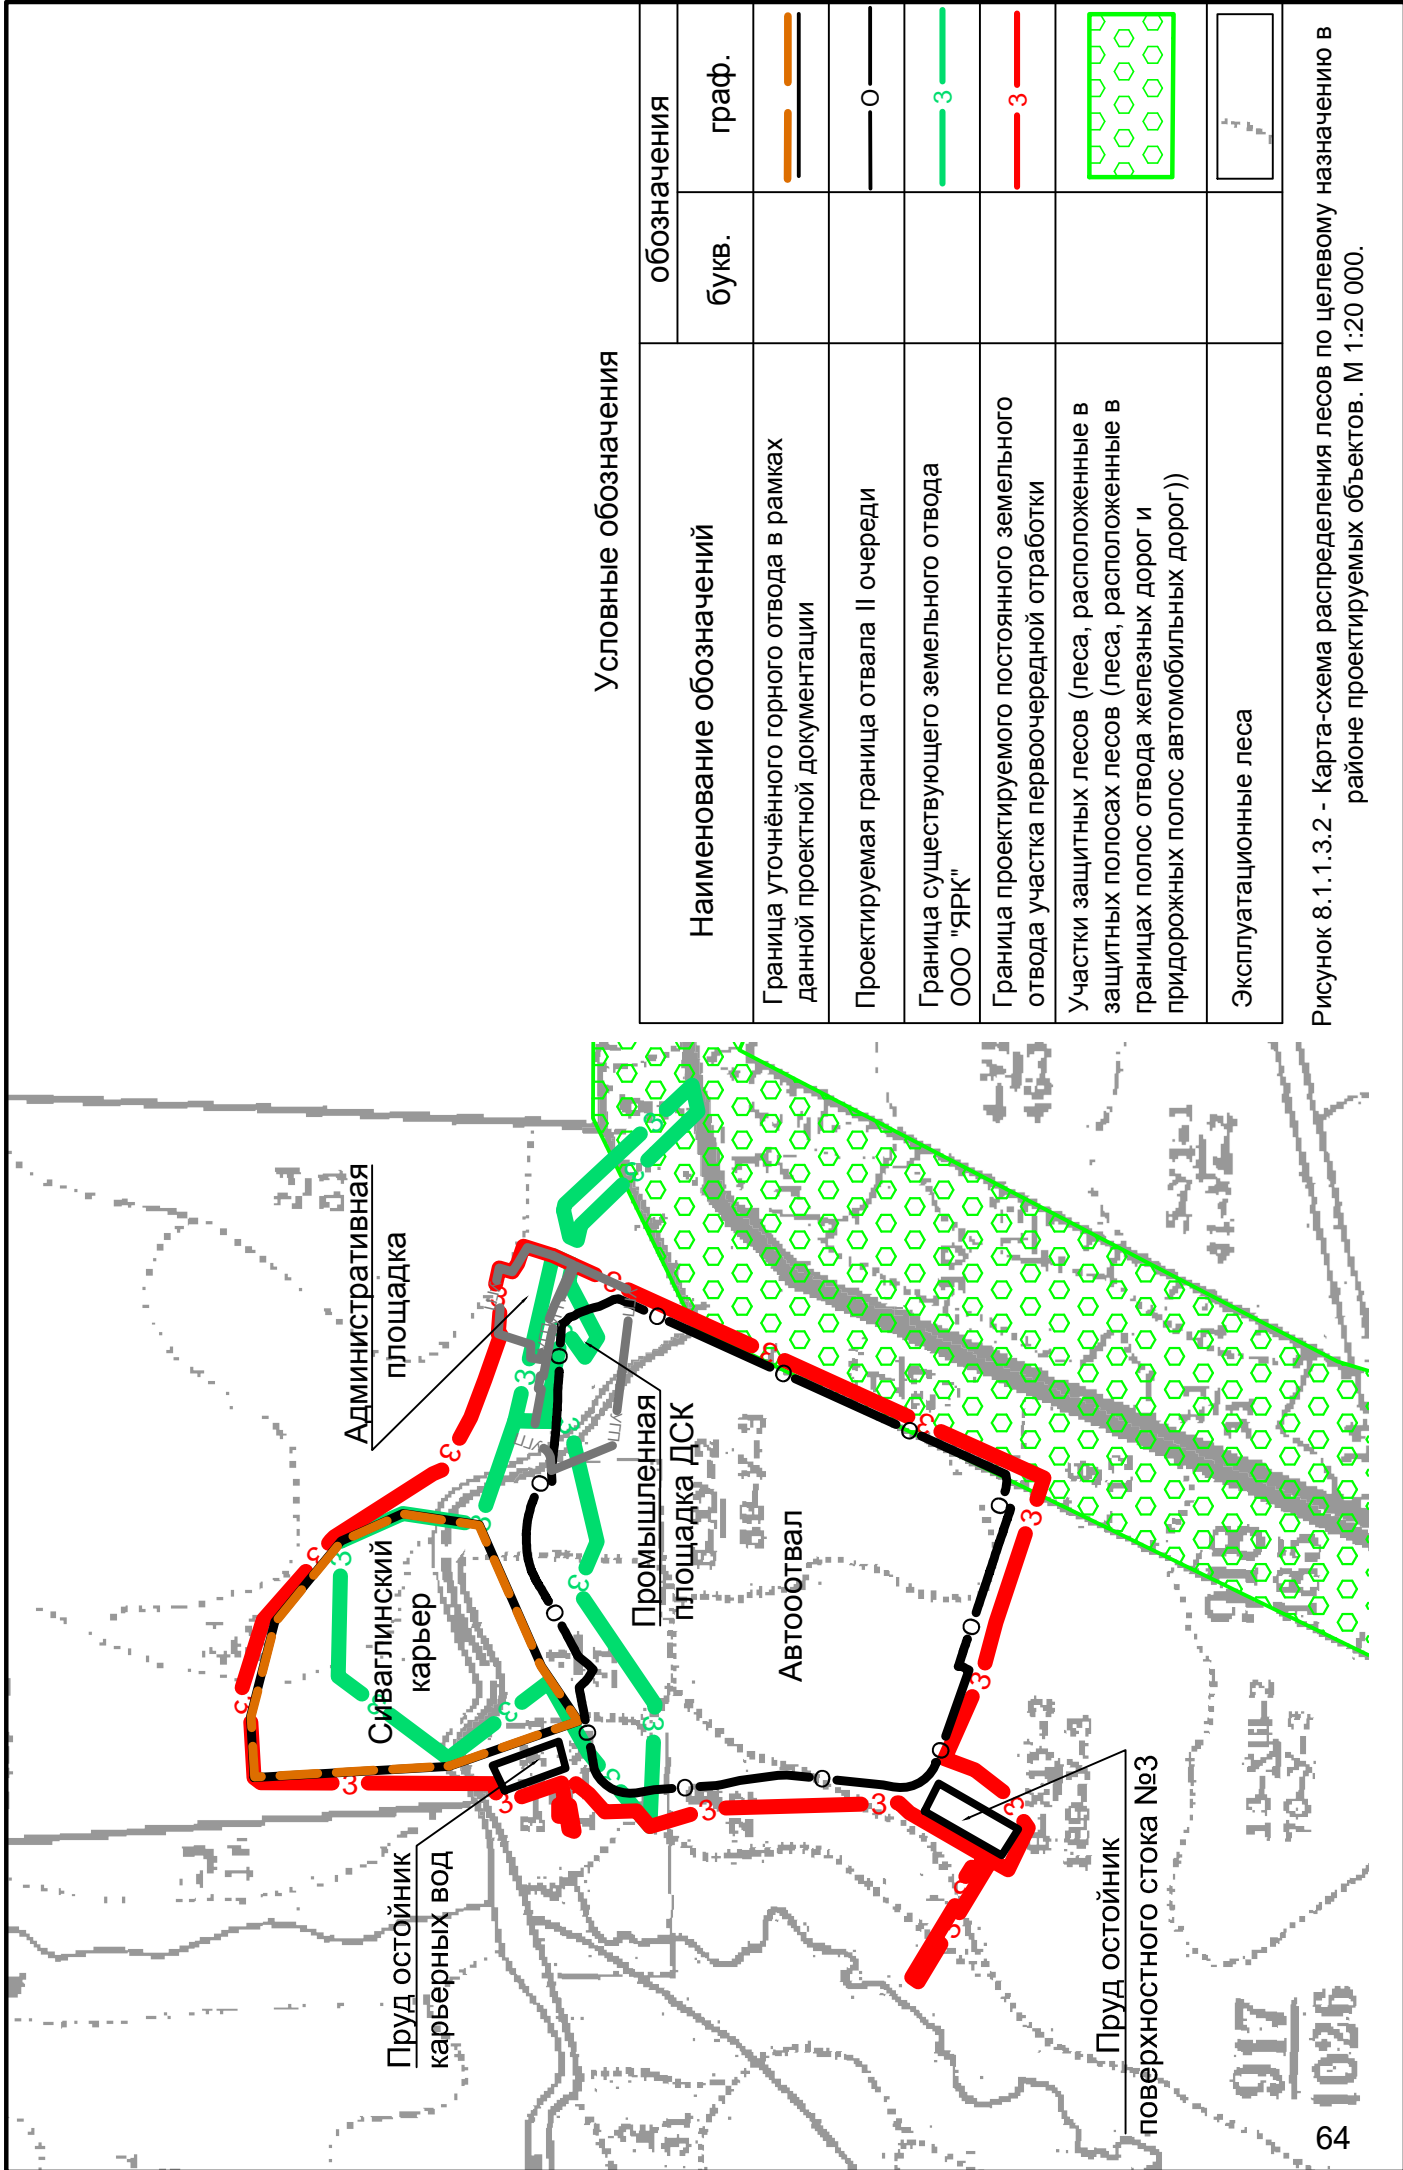 Административная
площадка
Сиваглинский
карьер
Пруд отстойник
карьерных вод
Промышленная
площадка ДСК
Автоотвал
Пруд отстойник
поверхностного стока №3
917
1026
Условные обозначения
Наименование обозначений
обозначения
букв.
граф.
Граница уточнённого горного отвода в рамках
данной проектной документации
Проектируемая граница отвала II очереди
О
Граница существующего земельного отвода
ООО "ЯРК"
З
Граница проектируемого постоянного земельного
отвода участка первоочередной отработки
З
Участки защитных лесов (леса, расположенные в
защитных полосах лесов (леса, расположенные в
границах полос отвода железных дорог и
придорожных полос автомобильных дорог))
Эксплуатационные леса
Рисунок 8.1.1.3.2 - Карта-схема распределения лесов по целевому назначению в
районе проектируемых объектов. М 1:20 000.
64